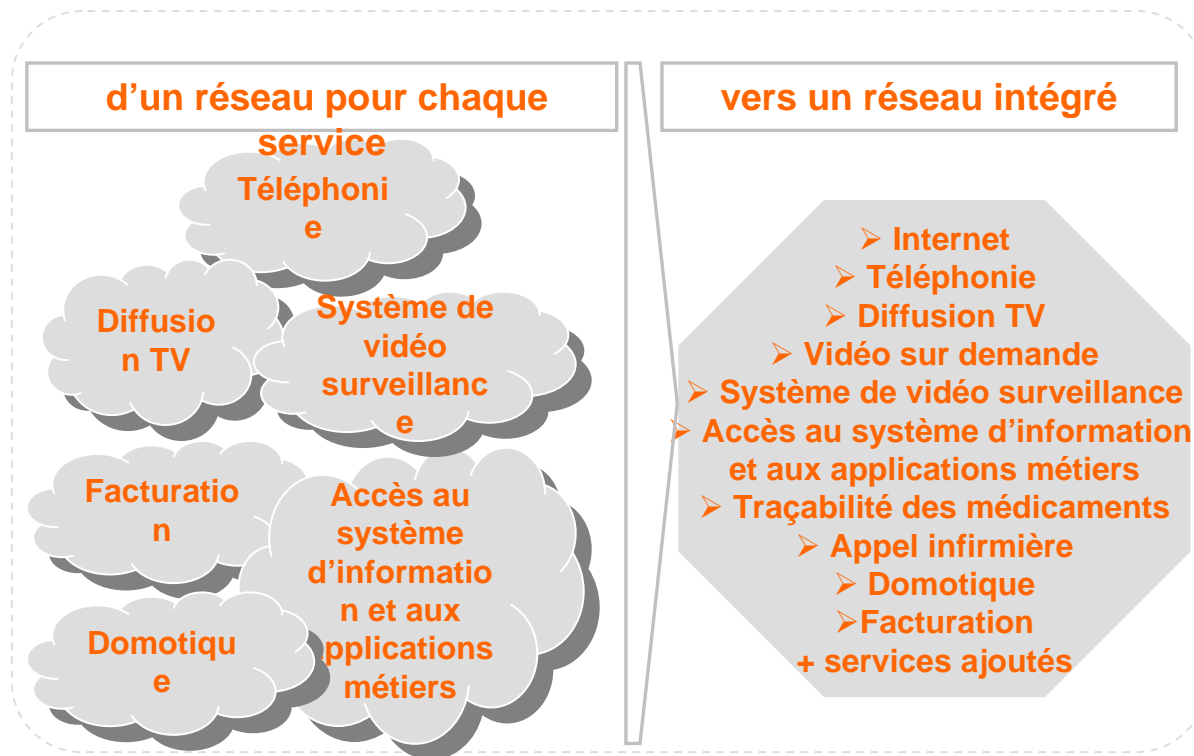 d'un réseau pour chaque
service
vers un réseau intégré
Téléphoni
e
Diffusio
n TV
Système de
vidéo
surveillanc
e
Facturatio
n
Accès au
système
d'informatio
n et aux
applications
métiers
Domotiqu
e
➢ Internet
➢ Téléphonie
➢ Diffusion TV
➢ Vidéo sur demande
➢ Système de vidéo surveillance
➢ Accès au système d'information
et aux applications métiers
➢ Traçabilité des médicaments
➢ Appel infirmière
➢ Domotique
➢Facturation
+ services ajoutés